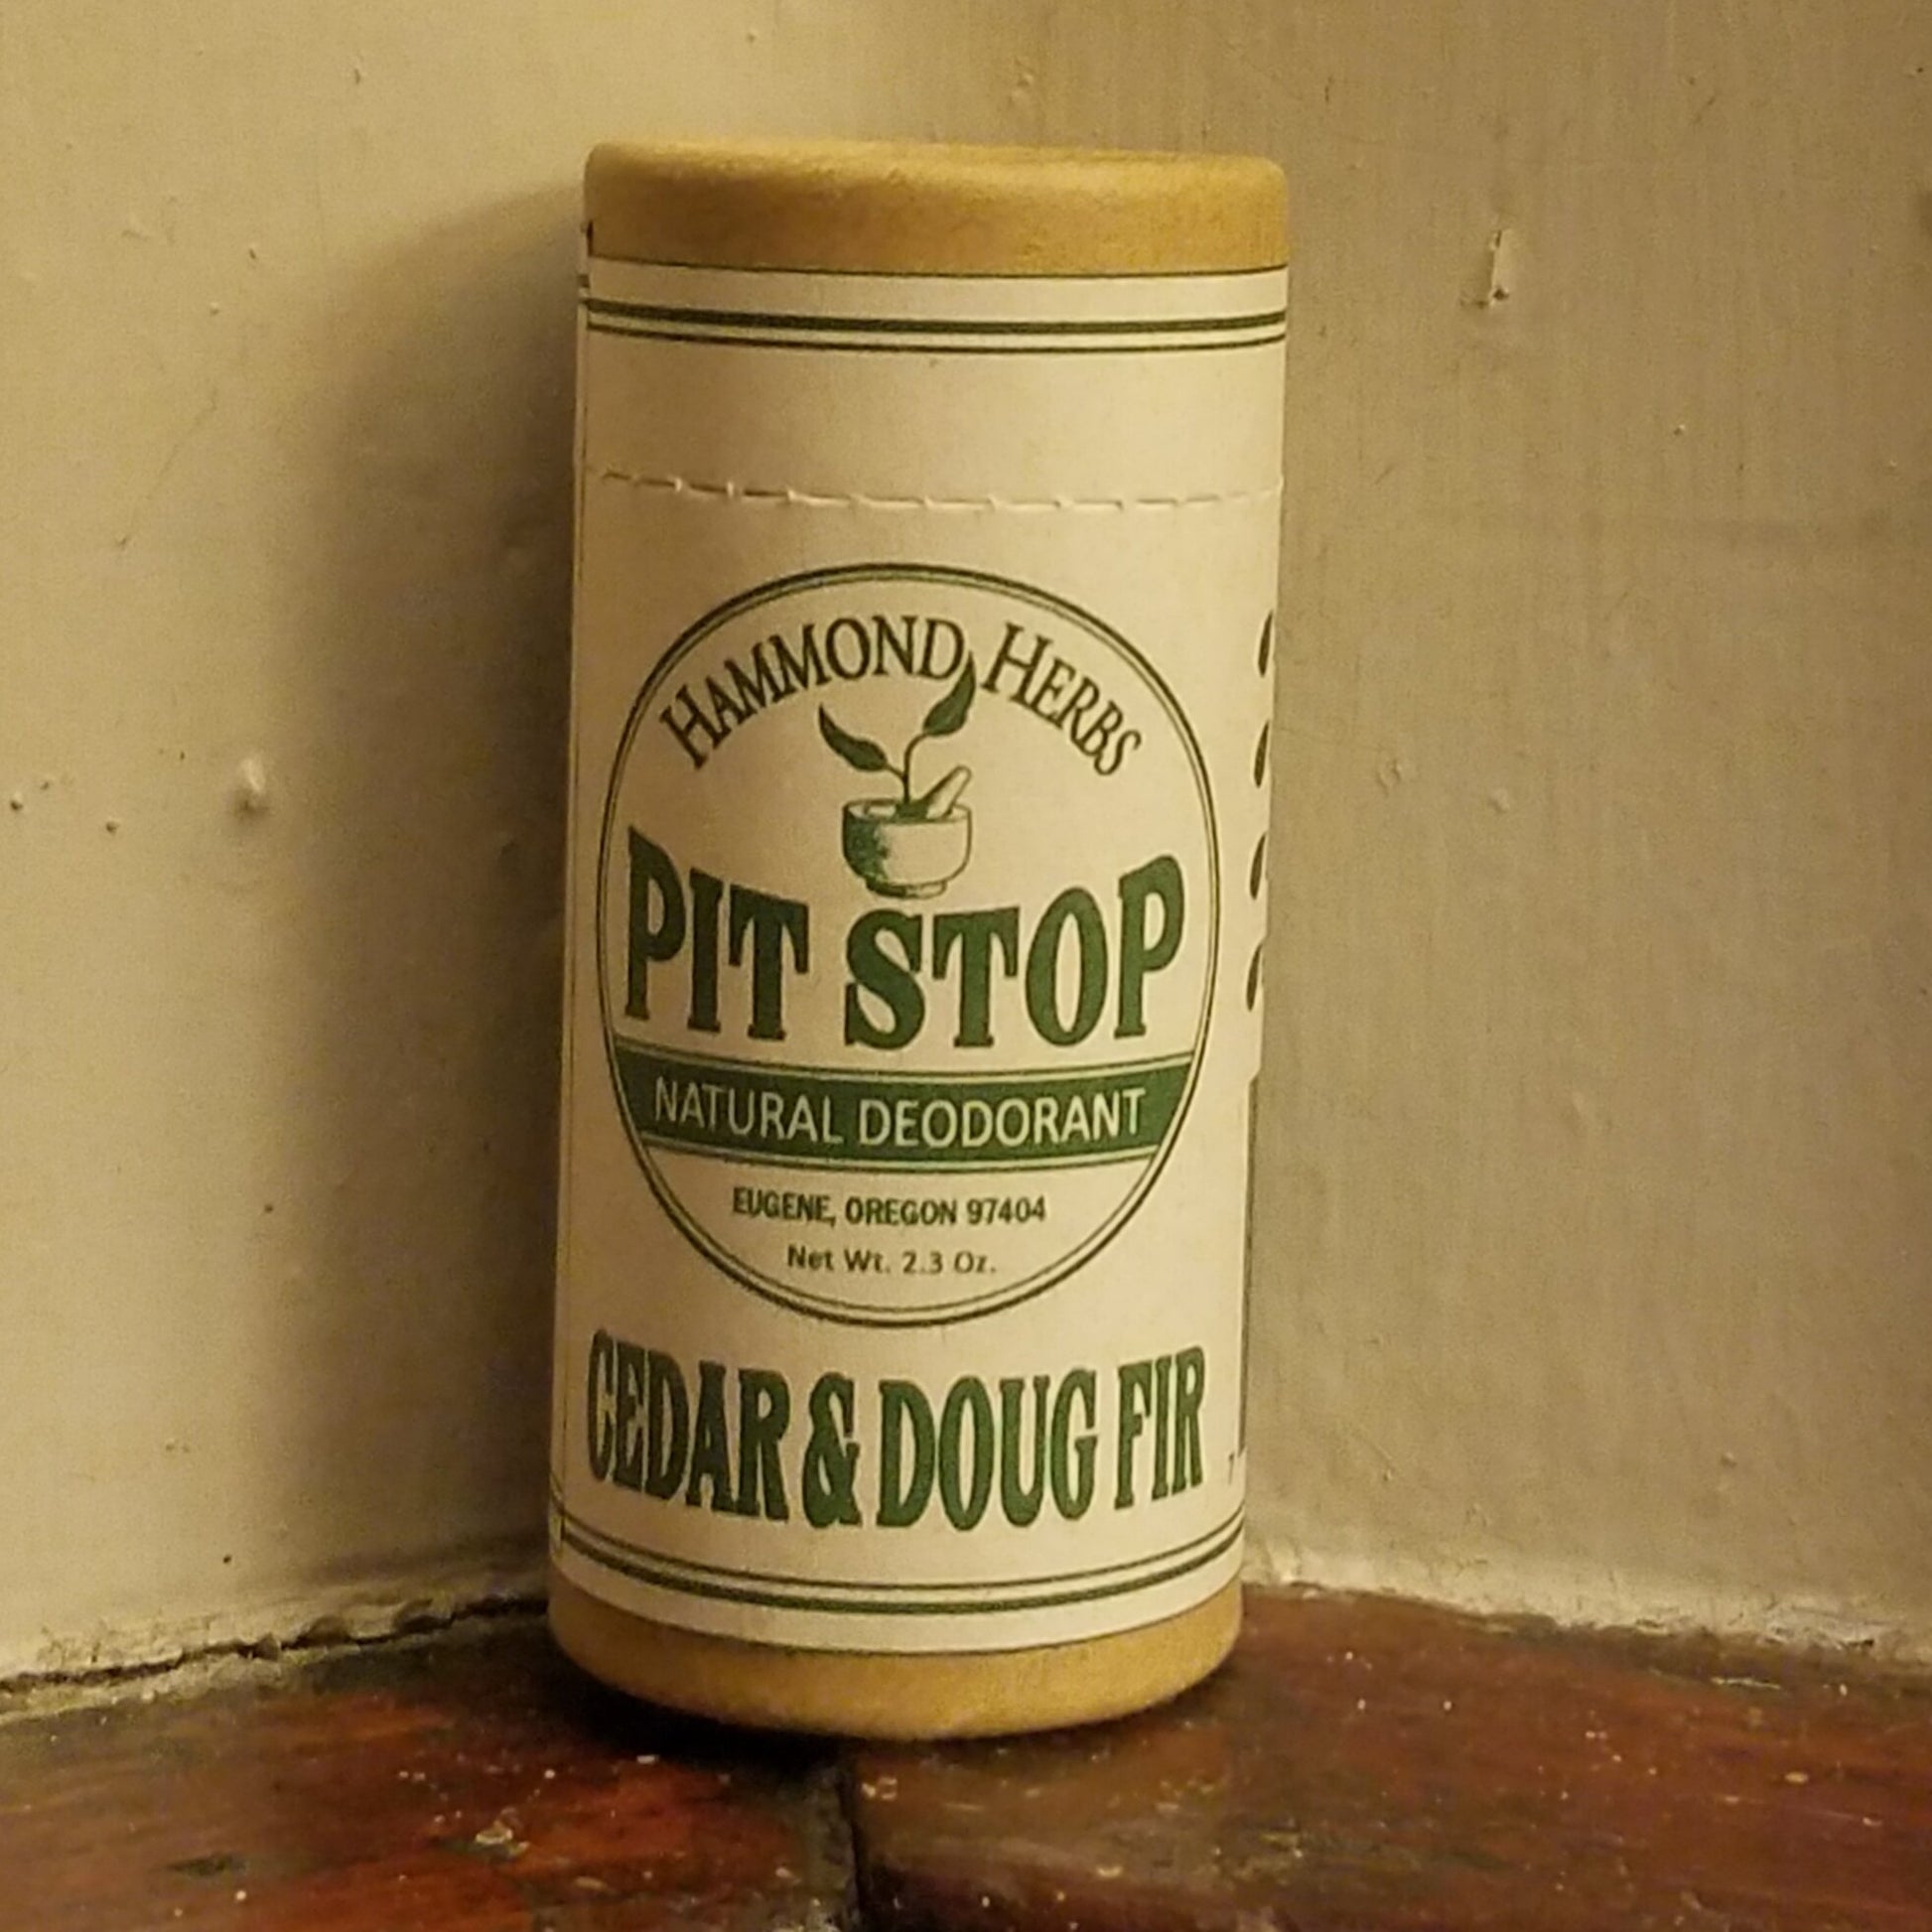 HAMMOND HERBS
PIT STOP
NATURAL DEODORANT
EUGENE, OREGON 97404
Net Wt. 2.3 Oz.
CEDAR & DOUG FIR